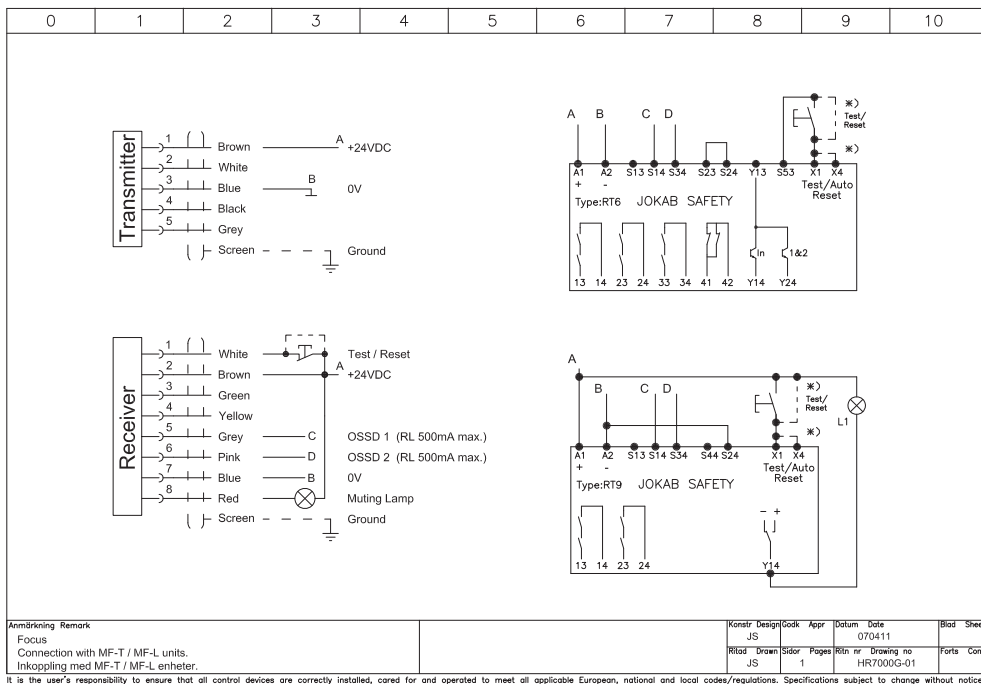 0 1 2 3 4 5 6 7 8 9 10
Transmitter
1 Brown A +24VDC
2 White
3 Blue B 0V
4 Black
5 Grey
Screen Ground
Receiver
1 White Test / Reset
2 Brown A +24VDC
3 Green
4 Yellow
5 Grey C OSSD 1 (RL 500mA max.)
6 Pink D OSSD 2 (RL 500mA max.)
7 Blue B 0V
8 Red Muting Lamp
Screen Ground
A B C D
※)
Test/
Reset
※)
A1 A2 S13 S14 S34 S23 S24 Y13 S53 X1 X4
+ - Test/Auto
Reset
Type:RT6 JOKAB SAFETY
In 1&2
13 14 23 24 33 34 41 42 Y14 Y24
A
B C D
※)
Test/
Reset
L1
※)
A1 A2 S13 S14 S34 S44 S24 X1 X4
+ - Test/Auto
Reset
Type:RT9 JOKAB SAFETY
- +
13 14 23 24 Y14
Anmärkning Remark
Focus
Connection with MF-T / MF-L units.
Inkoppling med MF-T / MF-L enheter.
Konstr Design Godk Appr Datum Date Blad Shee
JS 070411
Ritad Drawn Sidor Pages Ritn nr Drawing no Forts Con
JS 1 HR7000G-01
It is the user's responsibility to ensure that all control devices are correctly installed, cared for and operated to meet all applicable European, national and local codes/regulations. Specifications subject to change without notice